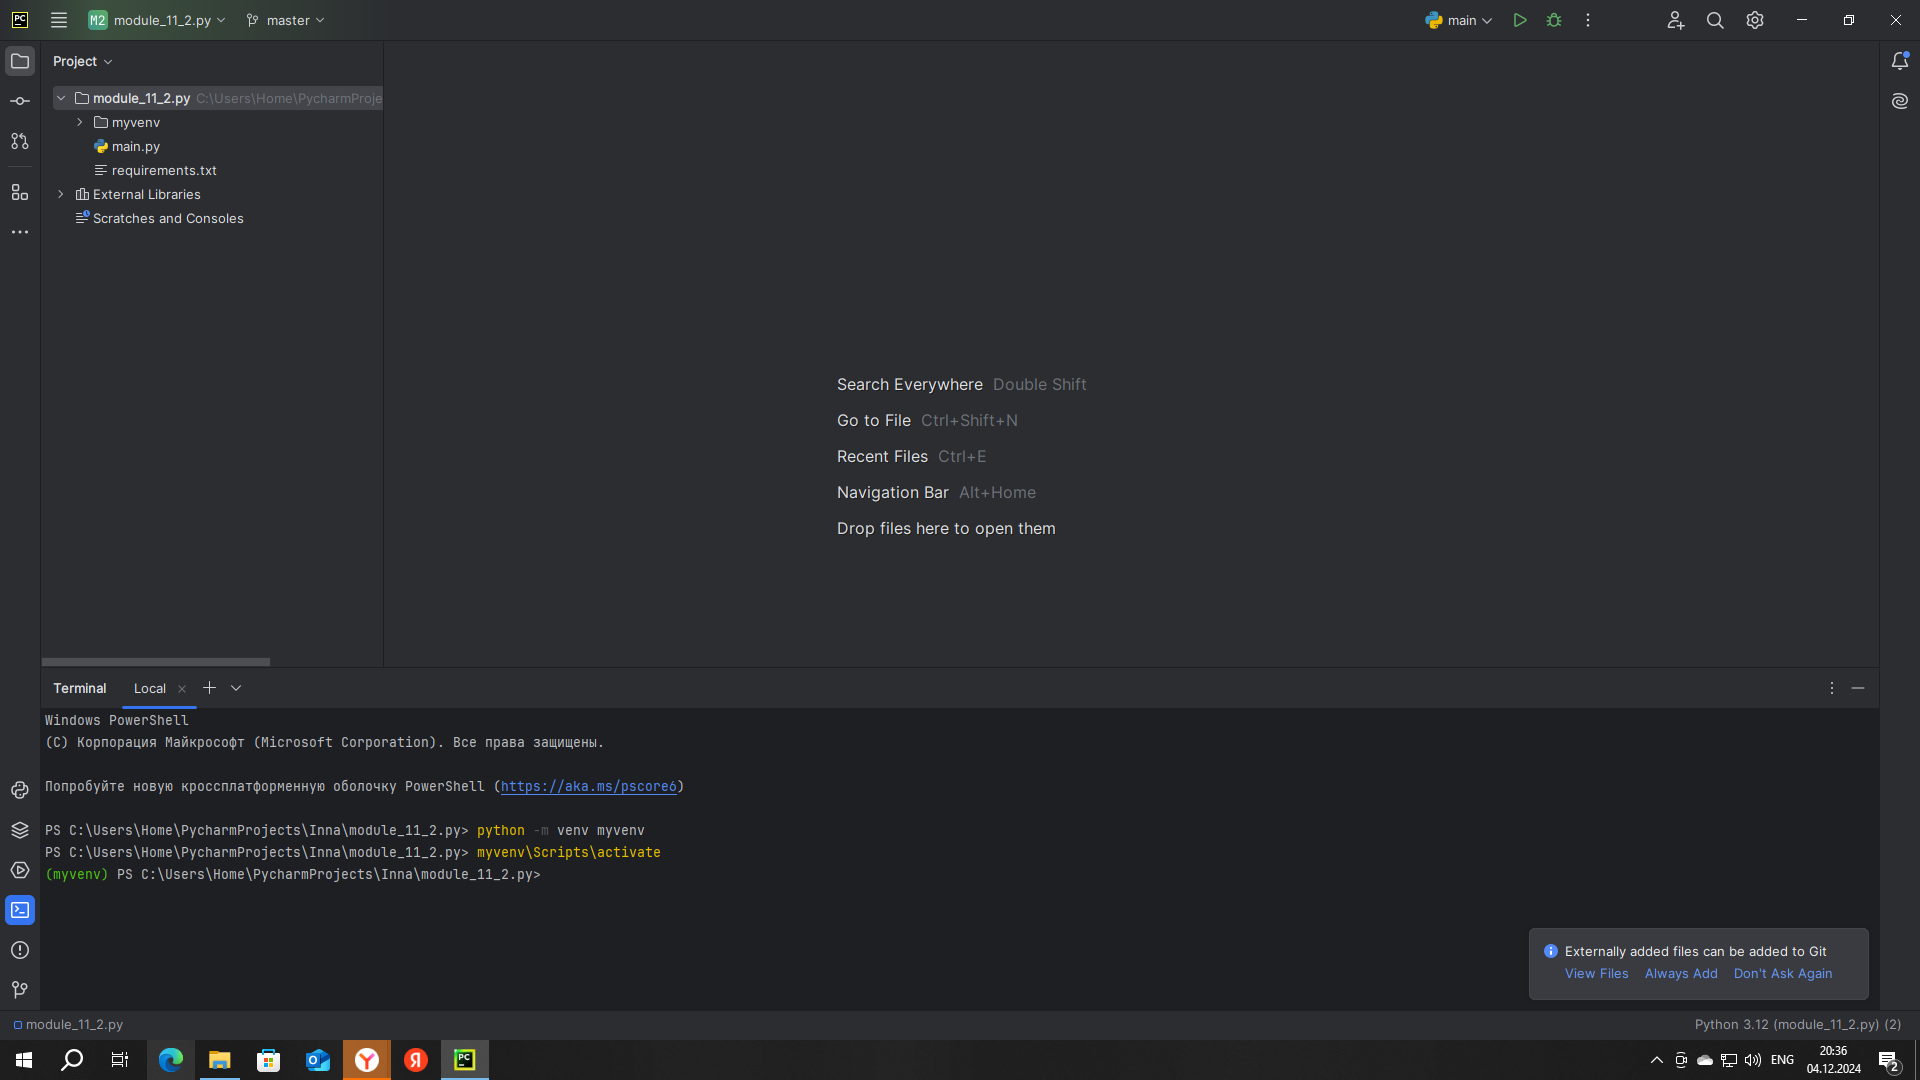 PC
M2 module_11_2.py
master
main
Project
module_11_2.py C:\Users\Home\PycharmProje
myvenv
main.py
requirements.txt
External Libraries
Scratches and Consoles
Search Everywhere Double Shift
Go to File Ctrl+Shift+N
Recent Files Ctrl+E
Navigation Bar Alt+Home
Drop files here to open them
Terminal Local
Windows PowerShell
(C) Корпорация Майкрософт (Microsoft Corporation). Все права защищены.
Попробуйте новую кроссплатформенную оболочку PowerShell (https://aka.ms/pscore6)
PS C:\Users\Home\PycharmProjects\Inna\module_11_2.py> python -m venv myvenv
PS C:\Users\Home\PycharmProjects\Inna\module_11_2.py> myvenv\Scripts\activate
(myvenv) PS C:\Users\Home\PycharmProjects\Inna\module_11_2.py>
Externally added files can be added to Git
View Files Always Add Don't Ask Again
module_11_2.py
Python 3.12 (module_11_2.py) (2)
O
Y
Я
PC
ENG
20:36
04.12.2024
2